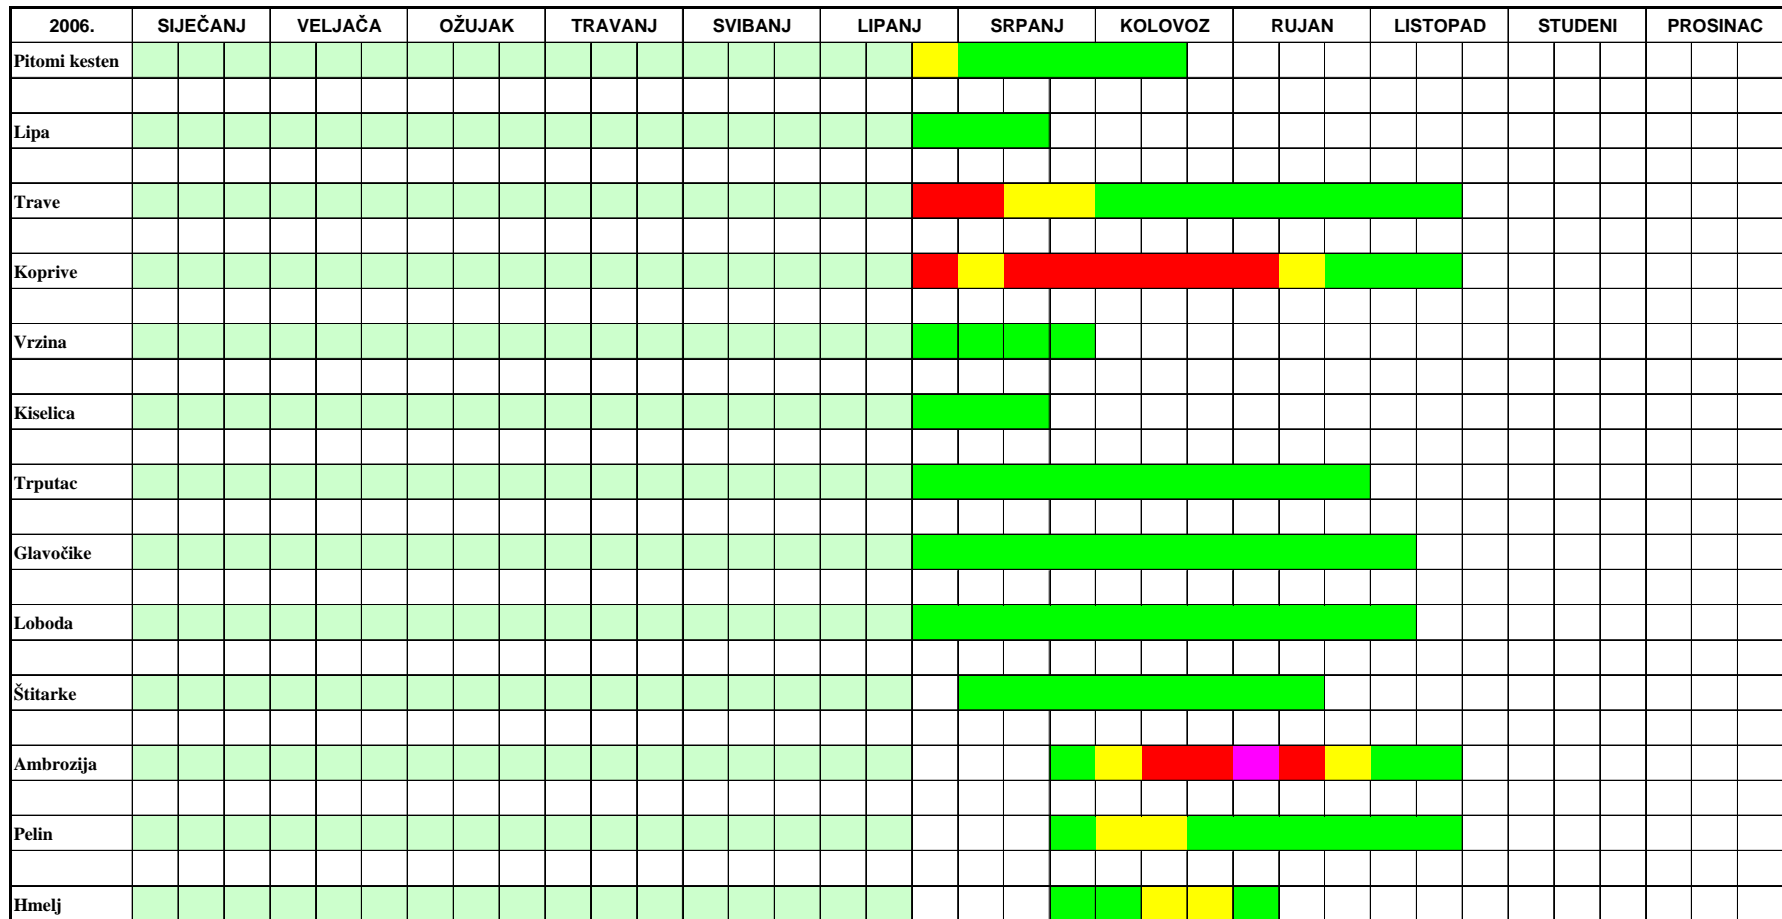 2006. SIJEČANJ VELJAČA OŽUJAK TRAVANJ SVIBANJ LIPANJ SRPANJ KOLOVOZ RUJAN LISTOPAD STUDENI PROSINAC
Pitomi kesten
Lipa
Trave
Koprive
Vrzina
Kiselica
Trputac
Glavočike
Loboda
Štitarke
Ambrozija
Pelin
Hmelj